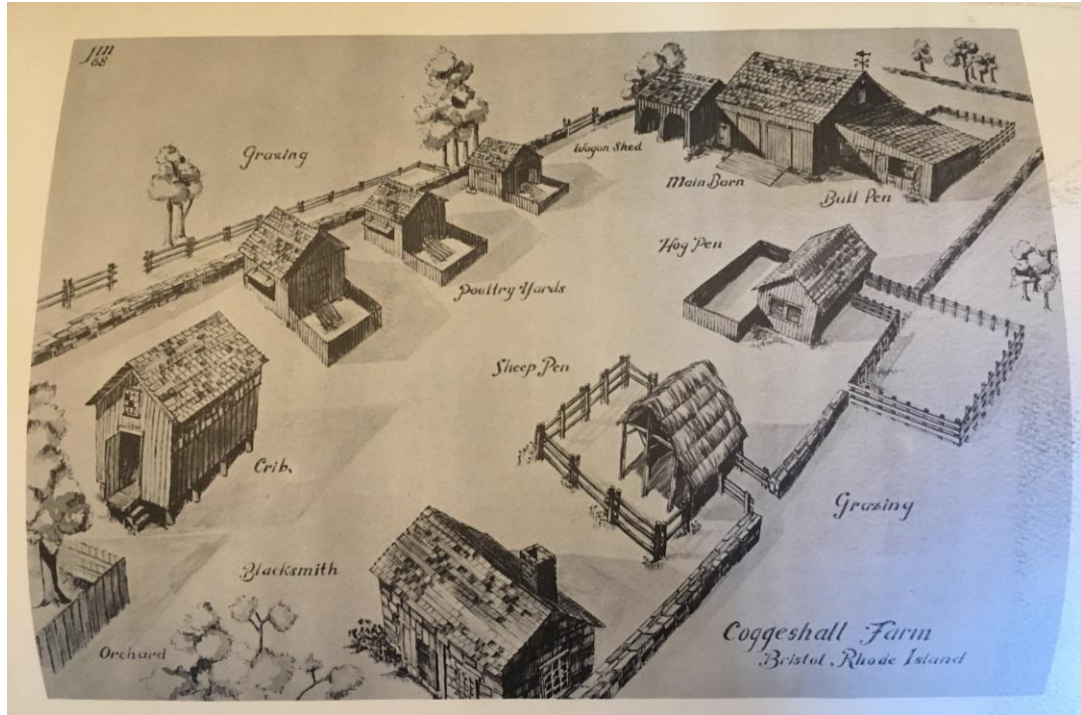 JM
68
Grazing
Wagon Shed
Main Barn
Bull Pen
Hog Pen
Poultry Yards
Sheep Pen
Crib.
Grazing
Blacksmith
Orchard
Coggeshall Farm
Bristol, Rhode Island